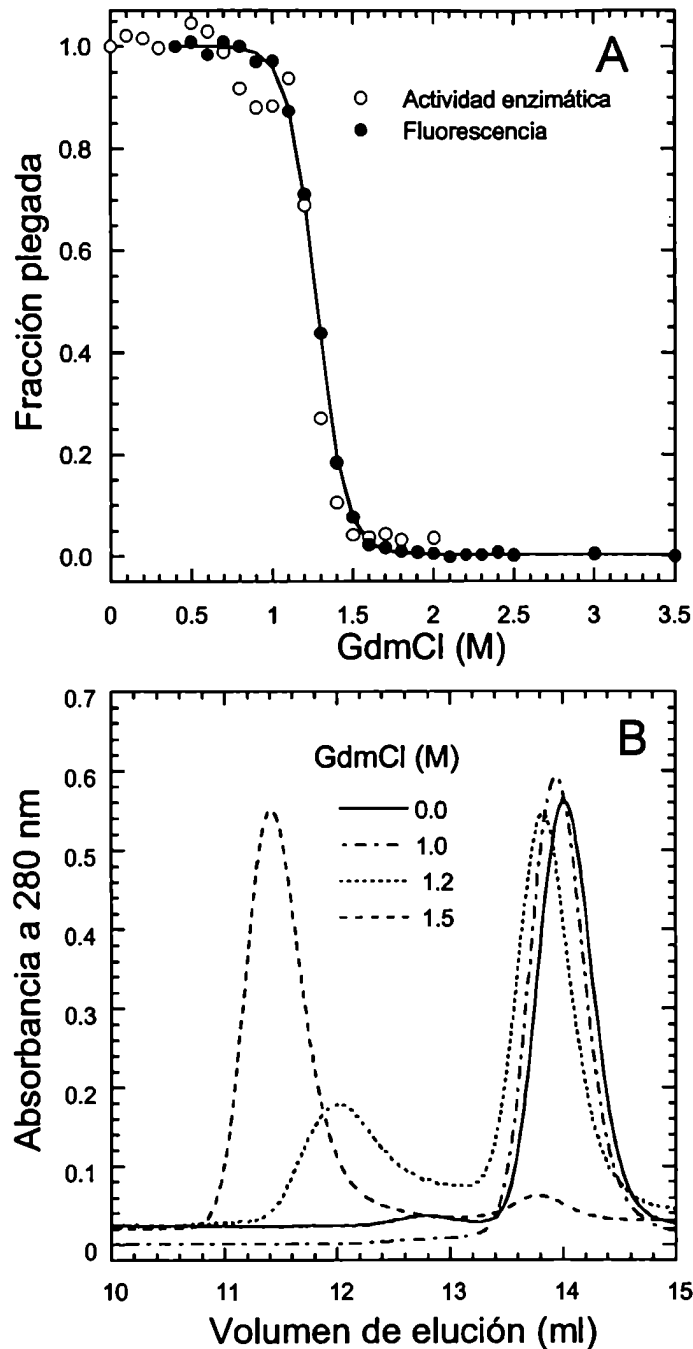 A
Actividad enzimática
Fluorescencia
Fracción plegada
1.0
0.8
0.6
0.4
0.2
0.0
0 0.5 1 1.5 2 2.5 3 3.5
GdmCl (M)
B
GdmCl (M)
0.0
1.0
1.2
1.5
Absorbancia a 280 nm
0.7
0.6
0.5
0.4
0.3
0.2
0.1
0
10 11 12 13 14 15
Volumen de elución (ml)